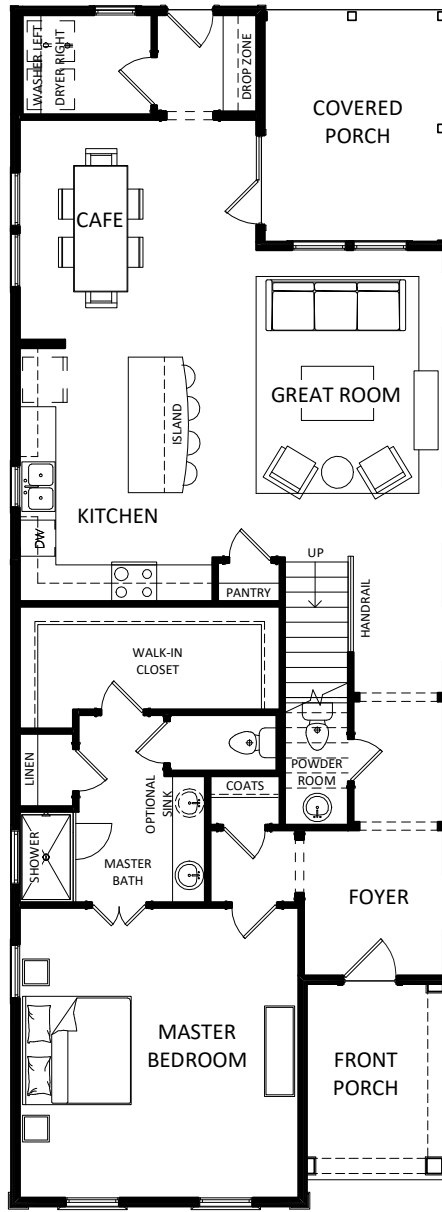 WASHER LEFT
DRYER RIGHT
DROP ZONE
COVERED
PORCH
CAFE
GREAT ROOM
ISLAND
KITCHEN
DW
UP
PANTRY
HANDRAIL
WALK-IN
CLOSET
LINEN
POWDER
ROOM
COATS
OPTIONAL
SINK
SHOWER
MASTER
BATH
FOYER
MASTER
BEDROOM
FRONT
PORCH